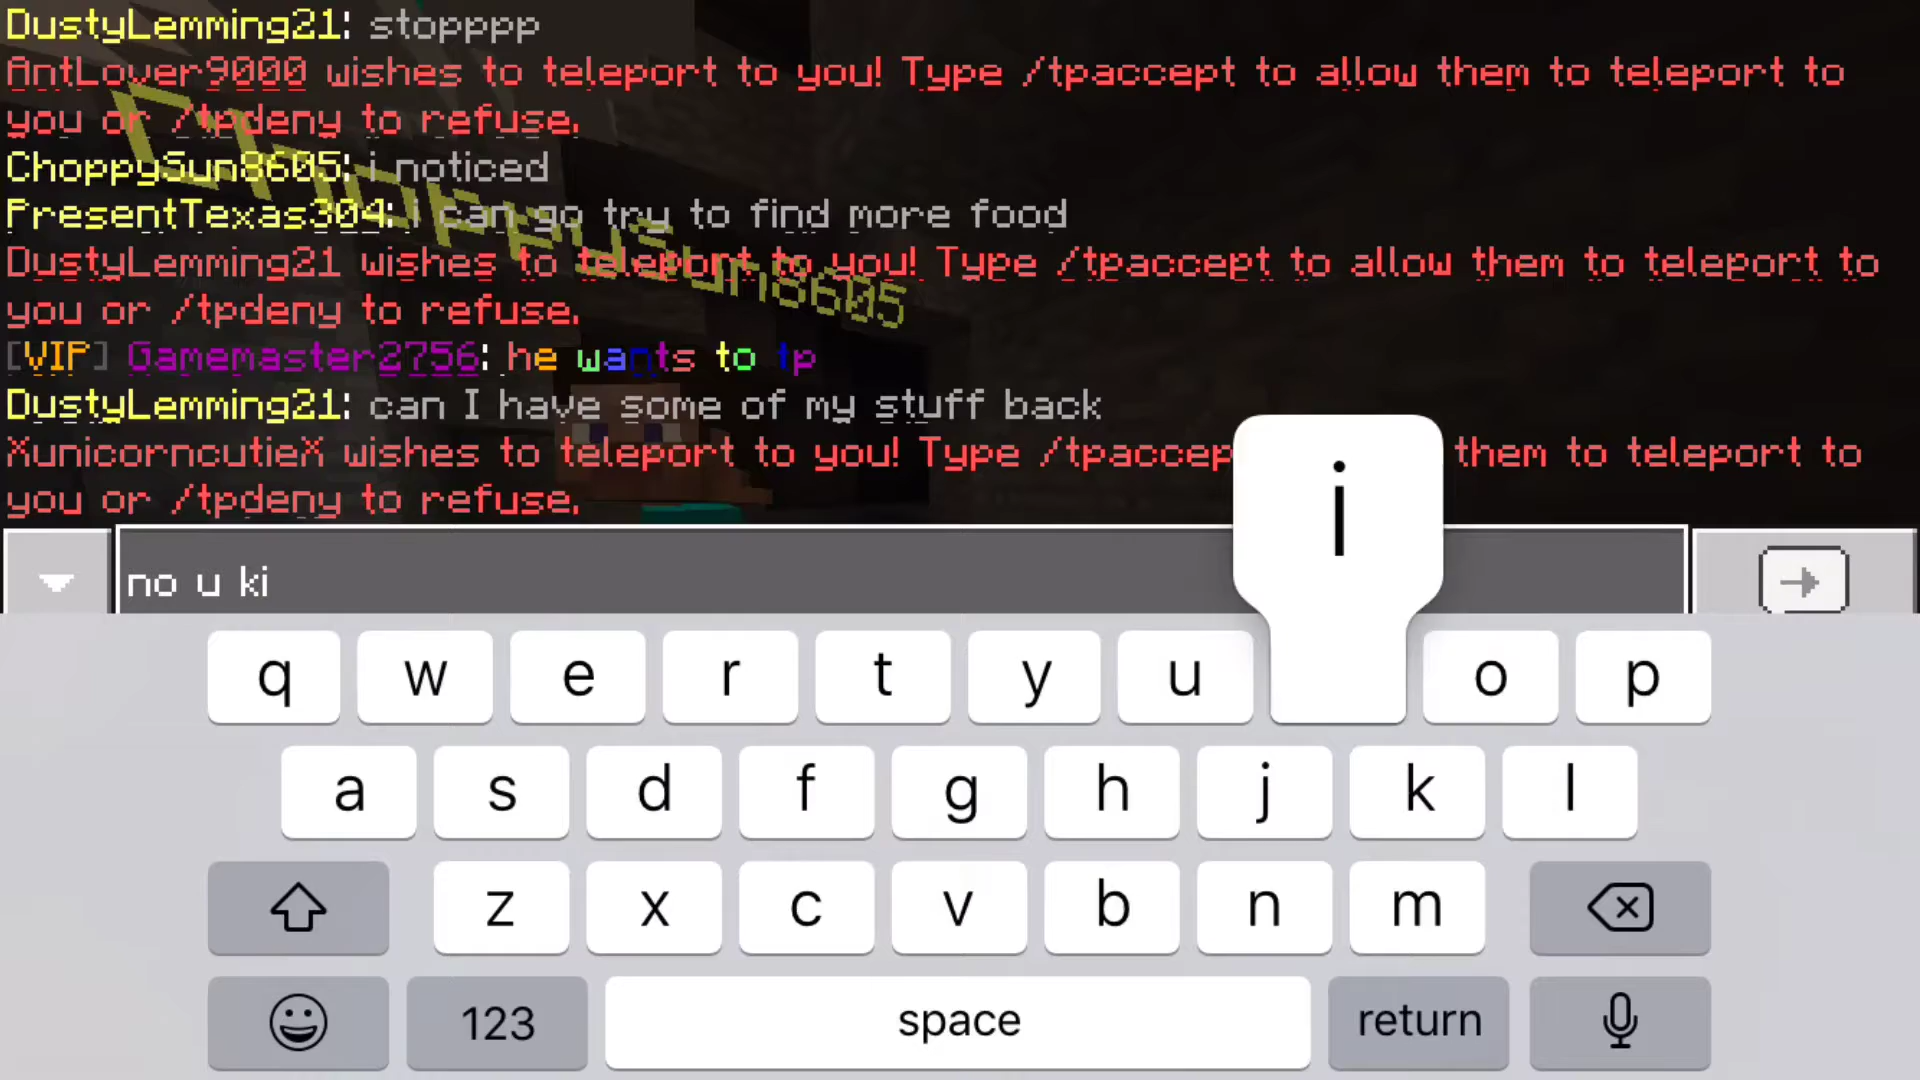 DustyLemming21: stopppp
AntLover9000 wishes to teleport to you! Type /tpaccept to allow them to teleport to
you or /tpdeny to refuse.
ChoppySun8605: i noticed
PresentTexas304: i can go try to find more food
DustyLemming21 wishes to teleport to you! Type /tpaccept to allow them to teleport to
you or /tpdeny to refuse.
ChoppySun8605
[VIP] Gamemaster2756: he wants to tp
DustyLemming21: can I have some of my stuff back
XunicorncutieX wishes to teleport to you! Type /tpaccep them to teleport to
you or /tpdeny to refuse.
no u ki
i
q w e r t y u o p
a s d f g h j k l
z x c v b n m
123 space return